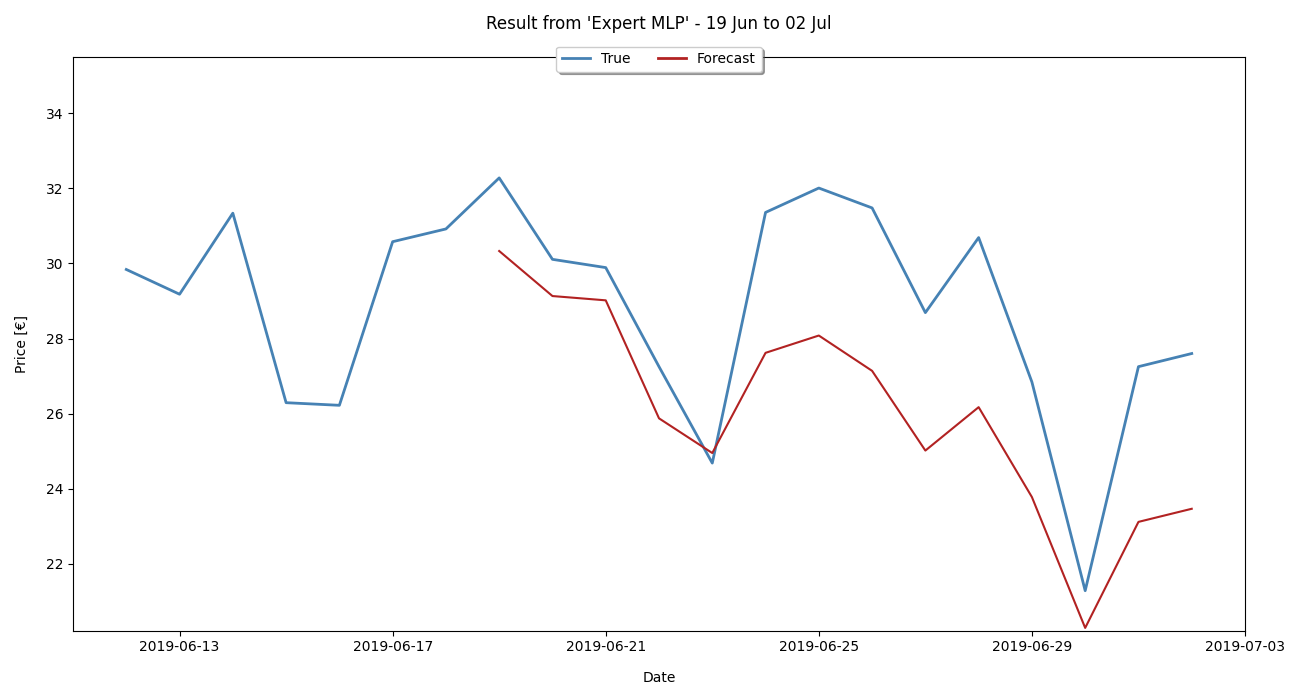 Result from 'Expert MLP' - 19 Jun to 02 Jul
True Forecast
34
32
30
28
26
24
22
Price [€]
2019-06-13 2019-06-17 2019-06-21 2019-06-25 2019-06-29 2019-07-03
Date